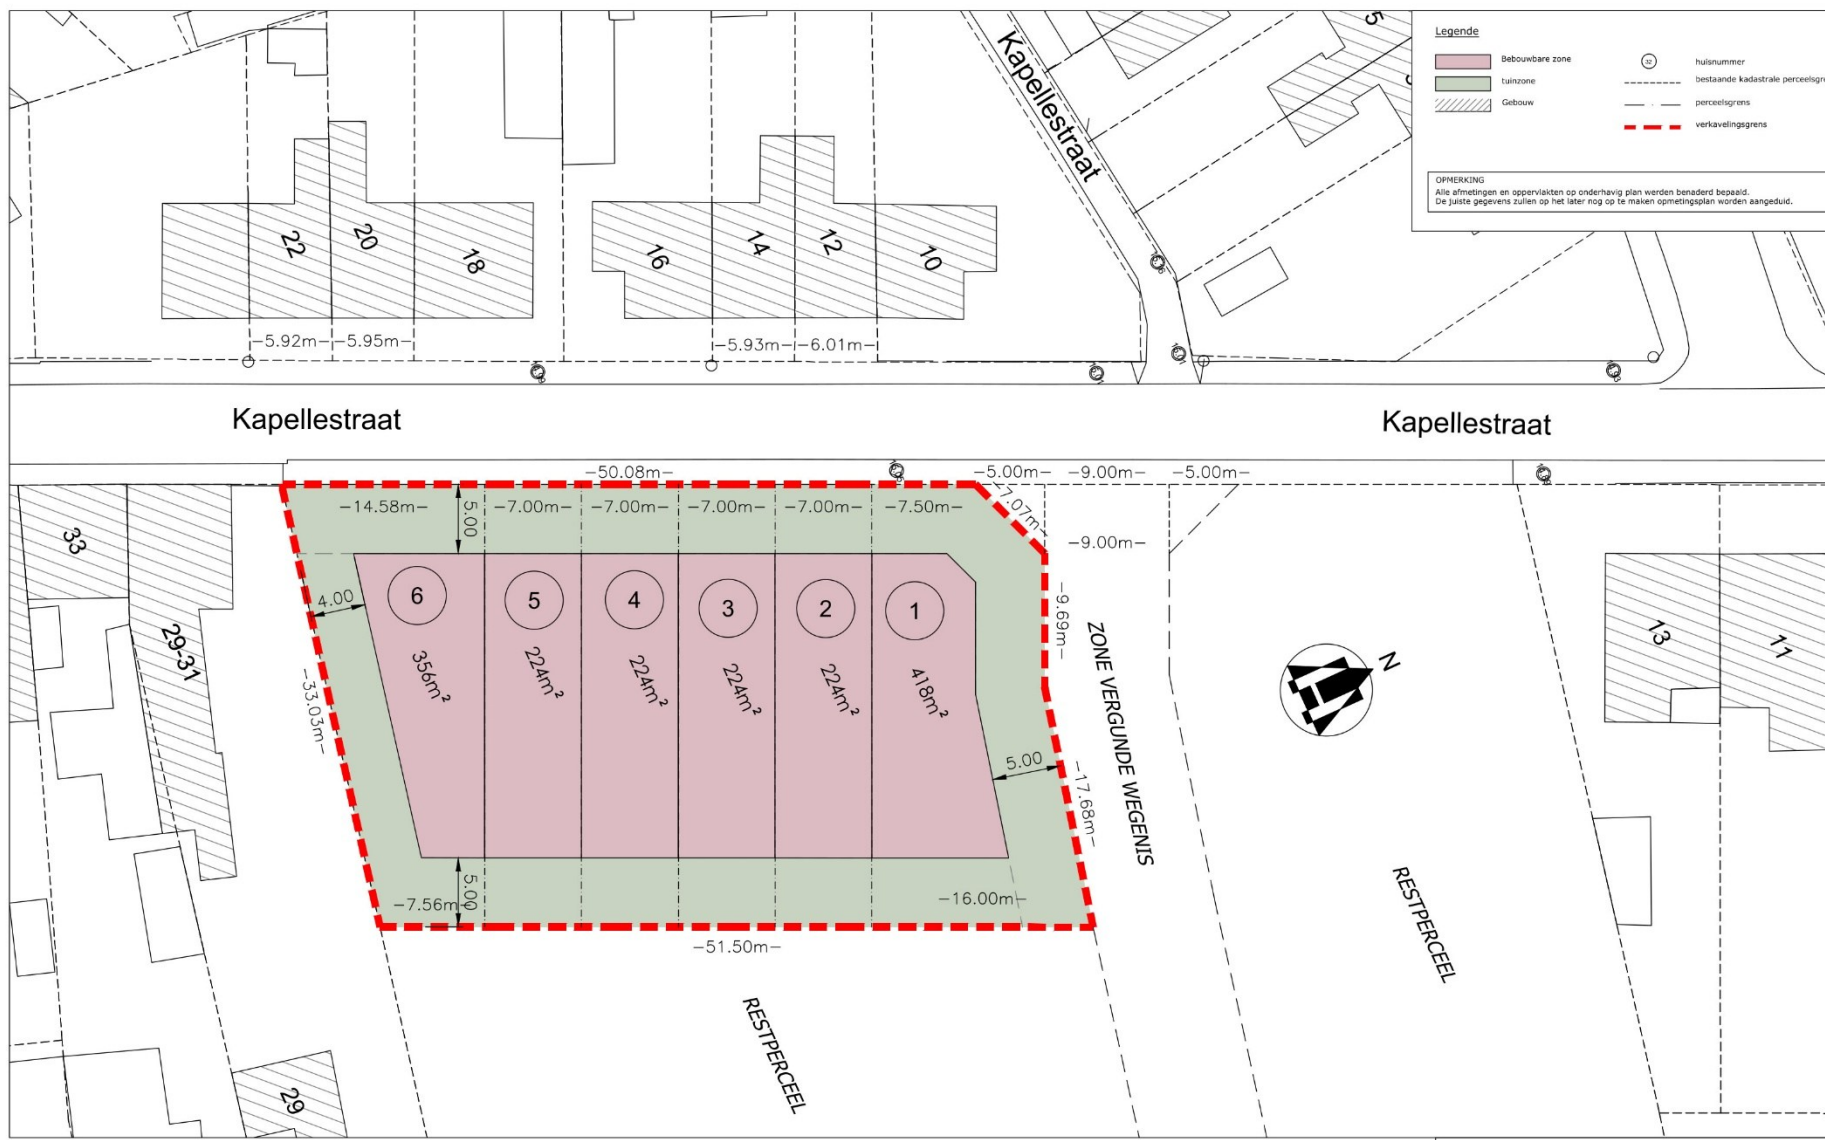 Kapellestraat
5
Legende
Bebouwbare zone
tuinzone
Gebouw
32
huisnummer
bestaande kadastrale perceelsgr
perceelsgrens
verkavelingsgrens
OPMERKING
Alle afmetingen en oppervlakten op onderhavig plan werden benaderd bepaald.
De juiste gegevens zullen op het later nog op te maken opmetingsplan worden aangeduid.
22
20
18
16
14
12
10
-5.92m-
-5.95m-
-5.93m-
-6.01m-
Kapellestraat
Kapellestraat
-50.08m-
-5.00m-
-9.00m-
-5.00m-
-14.58m-
5.00
-7.00m-
-7.00m-
-7.00m-
-7.00m-
-7.50m-
-7.07m-
-9.00m-
33
29-31
4.00
6
5
4
3
2
1
356m²
224m²
224m²
224m²
224m²
418m²
-9.69m-
ZONE VERGUNDE WEGENIS
N
13
11
-33.03m-
5.00
-17.68m-
-7.56m-
5.00
-16.00m-
-51.50m-
RESTPERCEEL
RESTPERCEEL
29